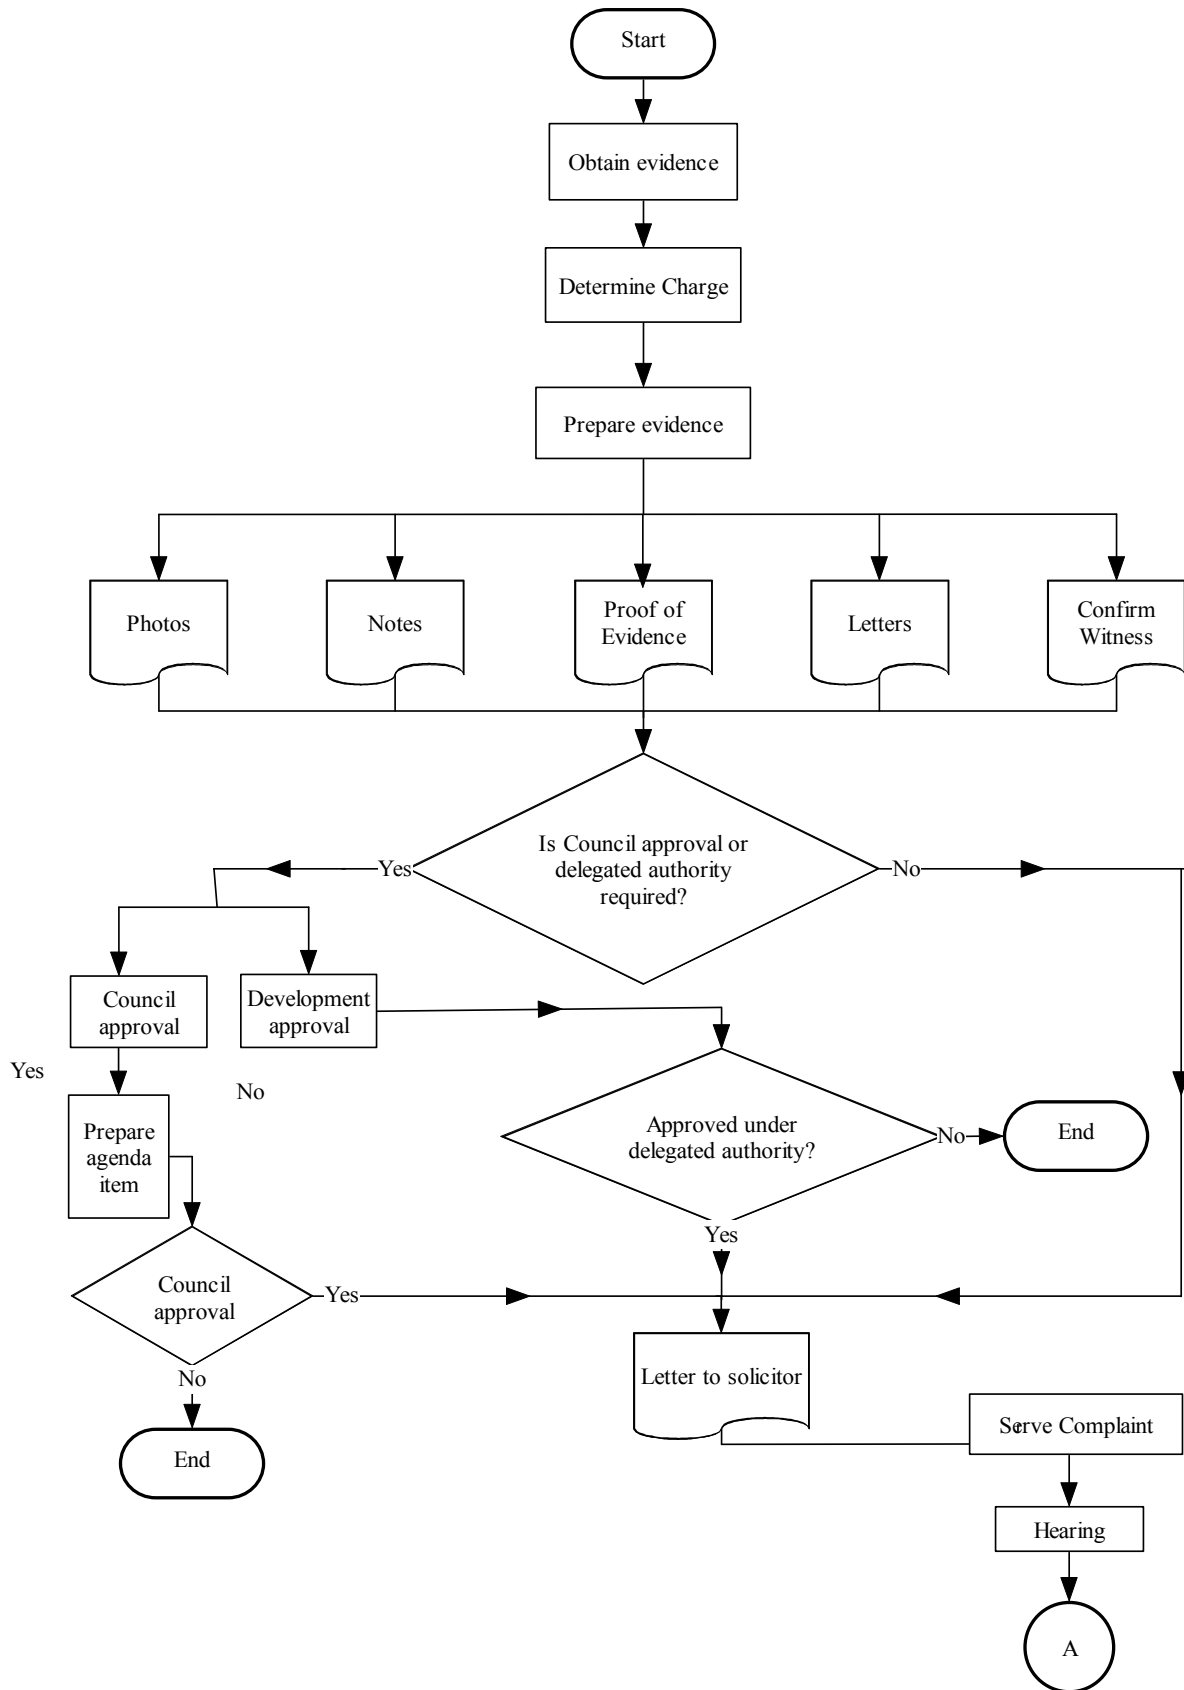 Start
Obtain evidence
Determine Charge
Prepare evidence
Photos
Notes
Proof of
Evidence
Letters
Confirm
Witness
Is Council approval or
delegated authority
required?
Yes
No
Council
approval
Development
approval
Yes
No
Prepare
agenda
item
Approved under
delegated authority?
No
End
Yes
Council
approval
Yes
No
End
Letter to solicitor
Serve Complaint
Hearing
A